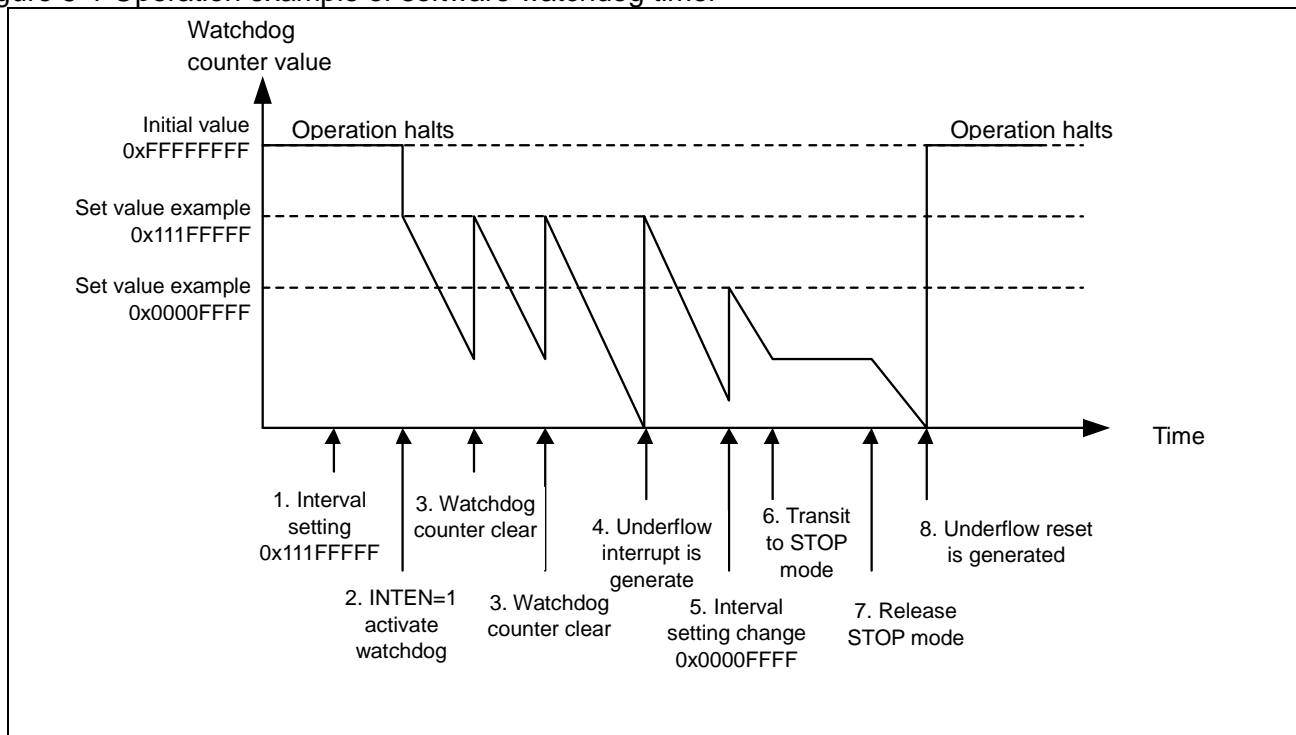 Watchdog
counter value
Initial value
0xFFFFFFFF
Operation halts
Operation halts
Set value example
0x111FFFFF
Set value example
0x0000FFFF
Time
1. Interval
setting
0x111FFFFF
2. INTEN=1
activate
watchdog
3. Watchdog
counter clear
3. Watchdog
counter clear
4. Underflow
interrupt is
generate
5. Interval
setting change
0x0000FFFF
6. Transit
to STOP
mode
7. Release
STOP mode
8. Underflow reset
is generated